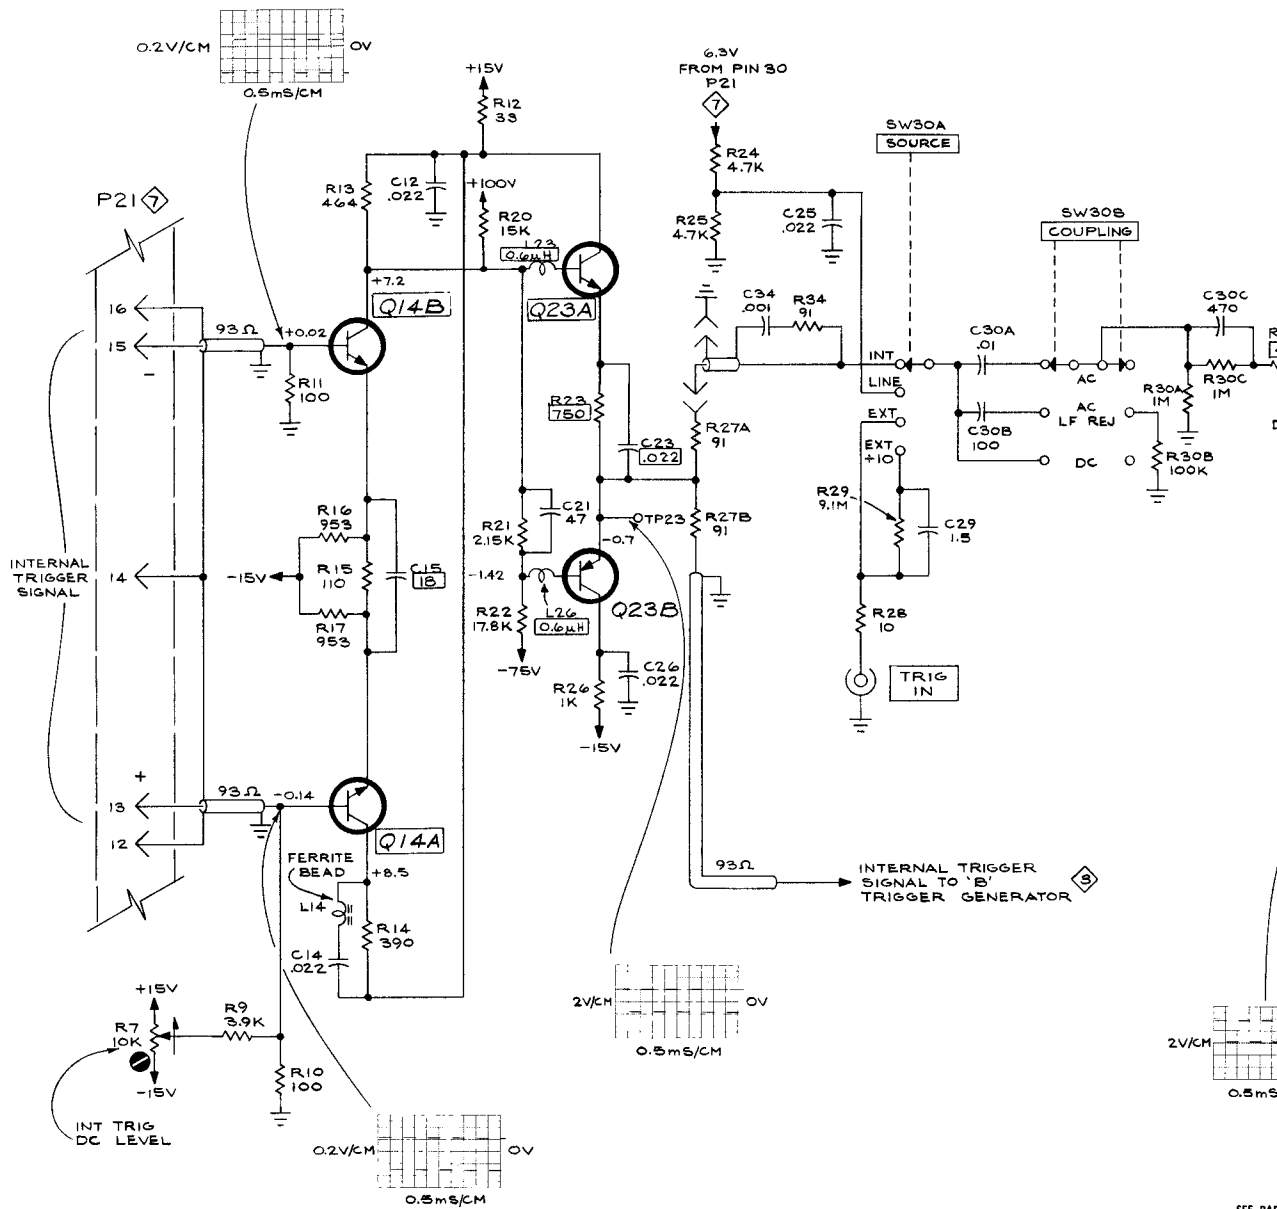 0.2V/CM
0V
0.5mS/CM
+15V
R12
33
6.3V
FROM PIN 30
P21
7
SW30A
SOURCE
R24
4.7K
P21 7
R13
464
C12
.022
+100V
R20
15K
L23
0.6µH
R25
4.7K
C25
.022
SW30B
COUPLING
+7.2
Q14B
Q23A
C34
.001
R34
91
C30C
470
16
93Ω
+0.02
15
−
R11
100
INT
C30A
.01
LINE
AC
R30A
1M
R30C
1M
R23
750
EXT
AC
LF REJ
C30B
100
R27A
91
C23
.022
EXT
÷10
DC
R30B
100K
R29
9.1M
C29
1.5
R16
953
C21
47
R21
2.15K
TP23
R27B
91
-0.7
INTERNAL
TRIGGER
SIGNAL
14
-15V
R15
110
C15
18
-1.42
R17
953
R22
17.8K
L26
0.6µH
Q23B
R28
10
-75V
C26
.022
R26
1K
TRIG
IN
-15V
+
93Ω
-0.14
13
12
Q14A
FERRITE
BEAD
+8.5
L14
93Ω
INTERNAL TRIGGER
SIGNAL TO 'B'
TRIGGER GENERATOR
3
R14
390
C14
.022
+15V
R7
10K
R9
3.9K
2V/CM
0V
0.5mS/CM
2V/CM
0.5mS
-15V
R10
100
INT TRIG
DC LEVEL
0.2V/CM
0V
0.5mS/CM